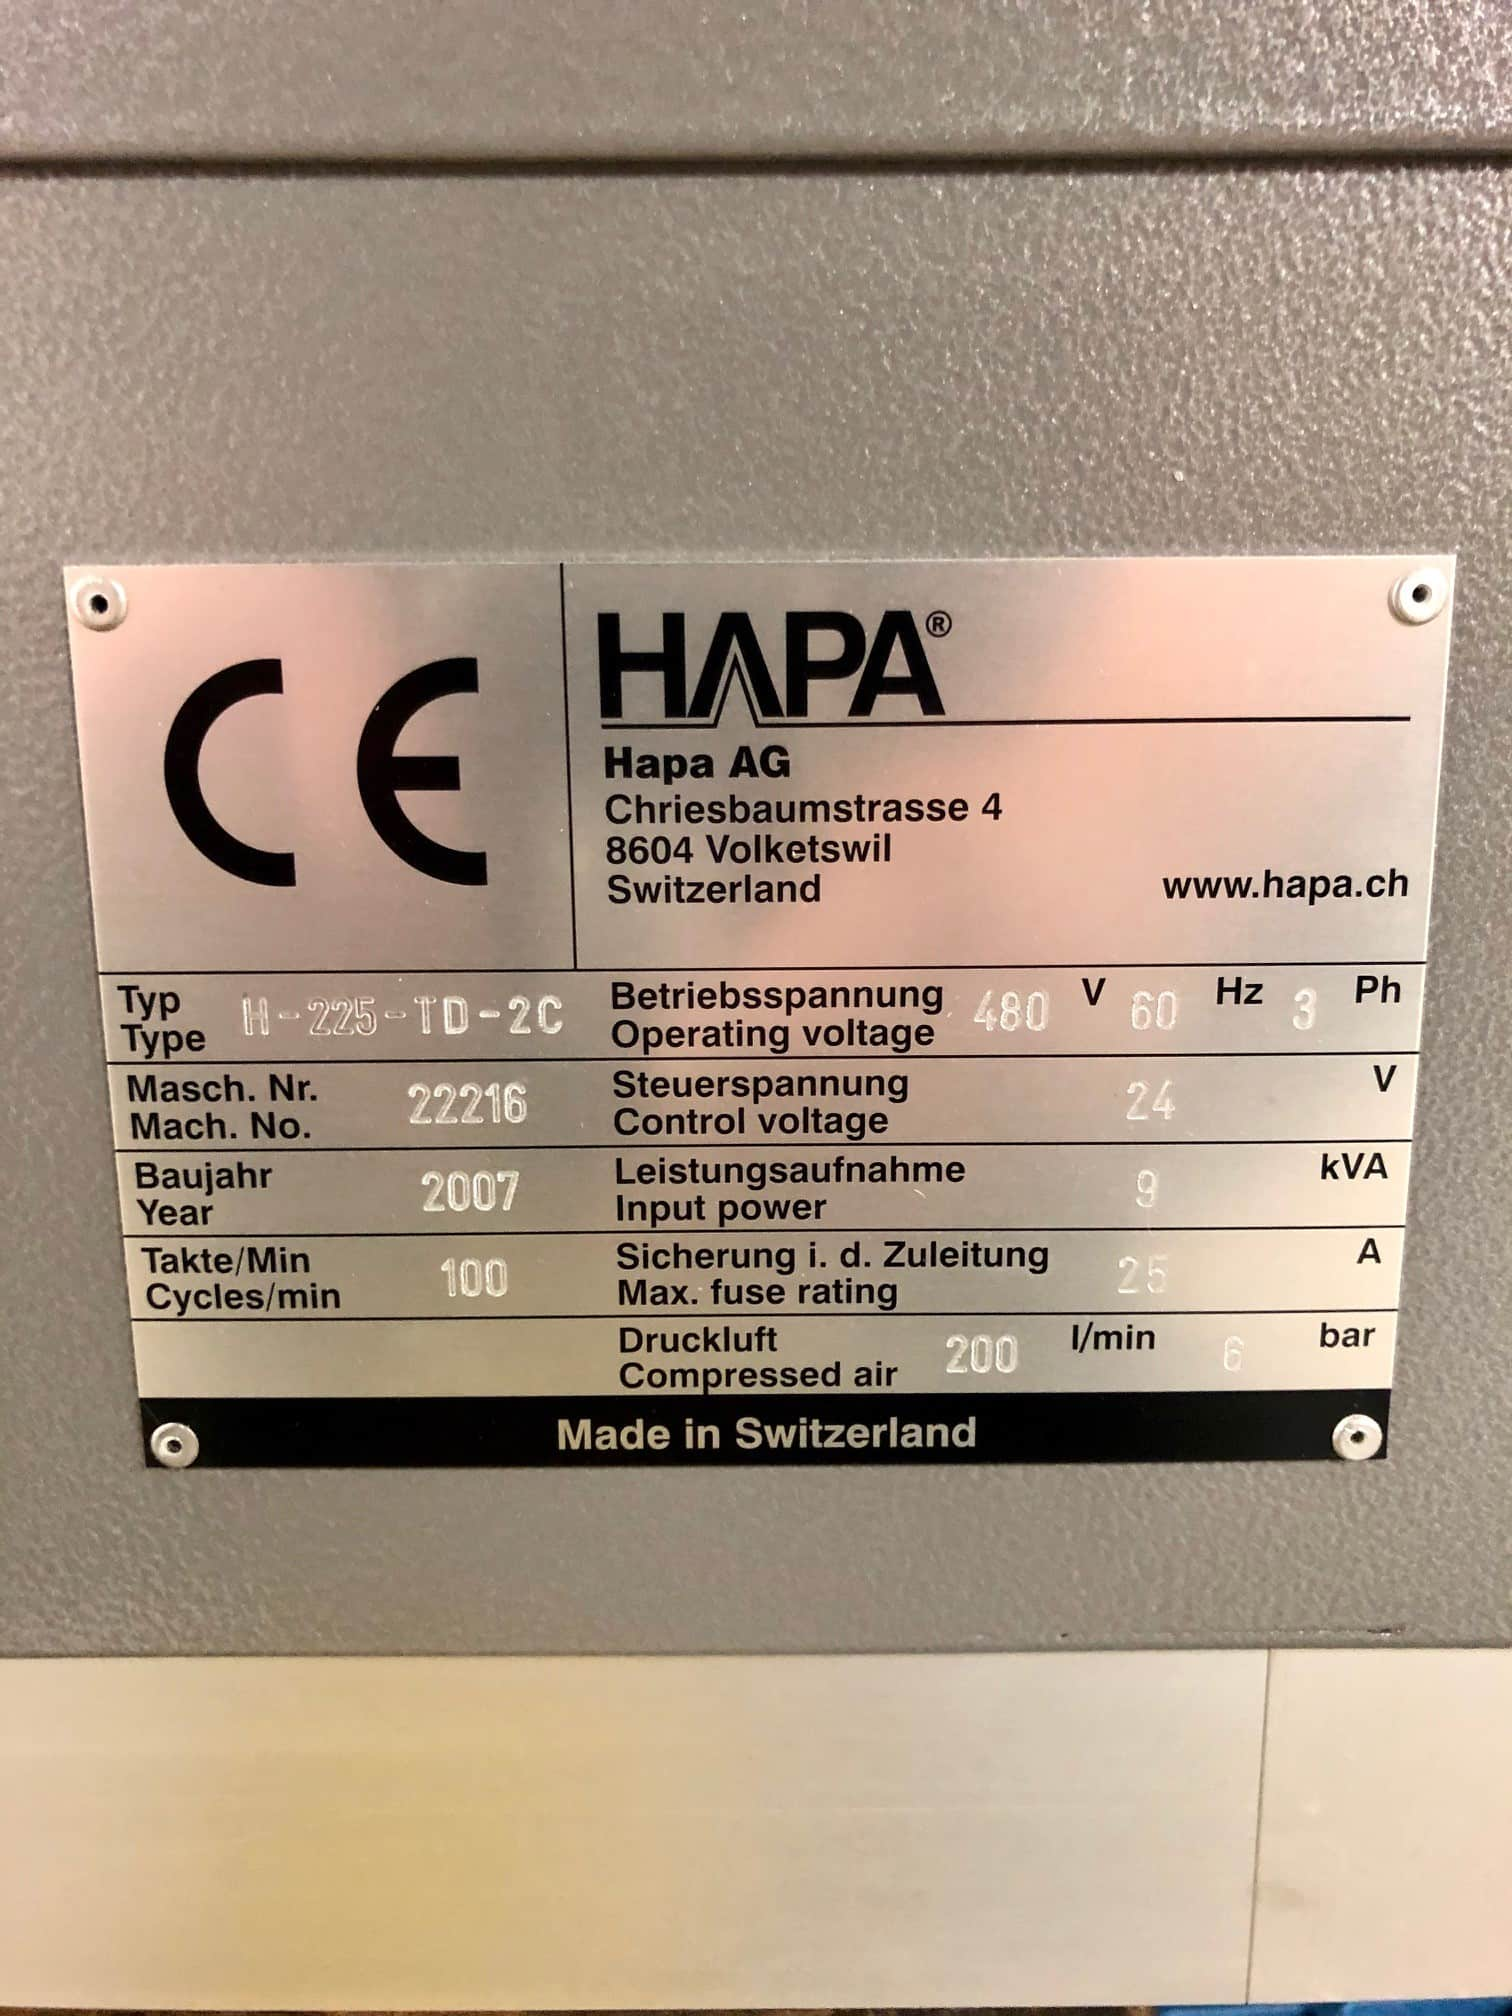 CE
HAPA®
Hapa AG
Chriesbaumstrasse 4
8604 Volketswil
Switzerland www.hapa.ch
Typ
Type H-225-TD-2C
Betriebsspannung
Operating voltage 480 V 60 Hz 3 Ph
Masch. Nr.
Mach. No. 22216
Steuerspannung
Control voltage 24 V
Baujahr
Year 2007
Leistungsaufnahme
Input power 9 kVA
Takte/Min
Cycles/min 100
Sicherung i. d. Zuleitung
Max. fuse rating 25 A
Druckluft
Compressed air 200 l/min 6 bar
Made in Switzerland